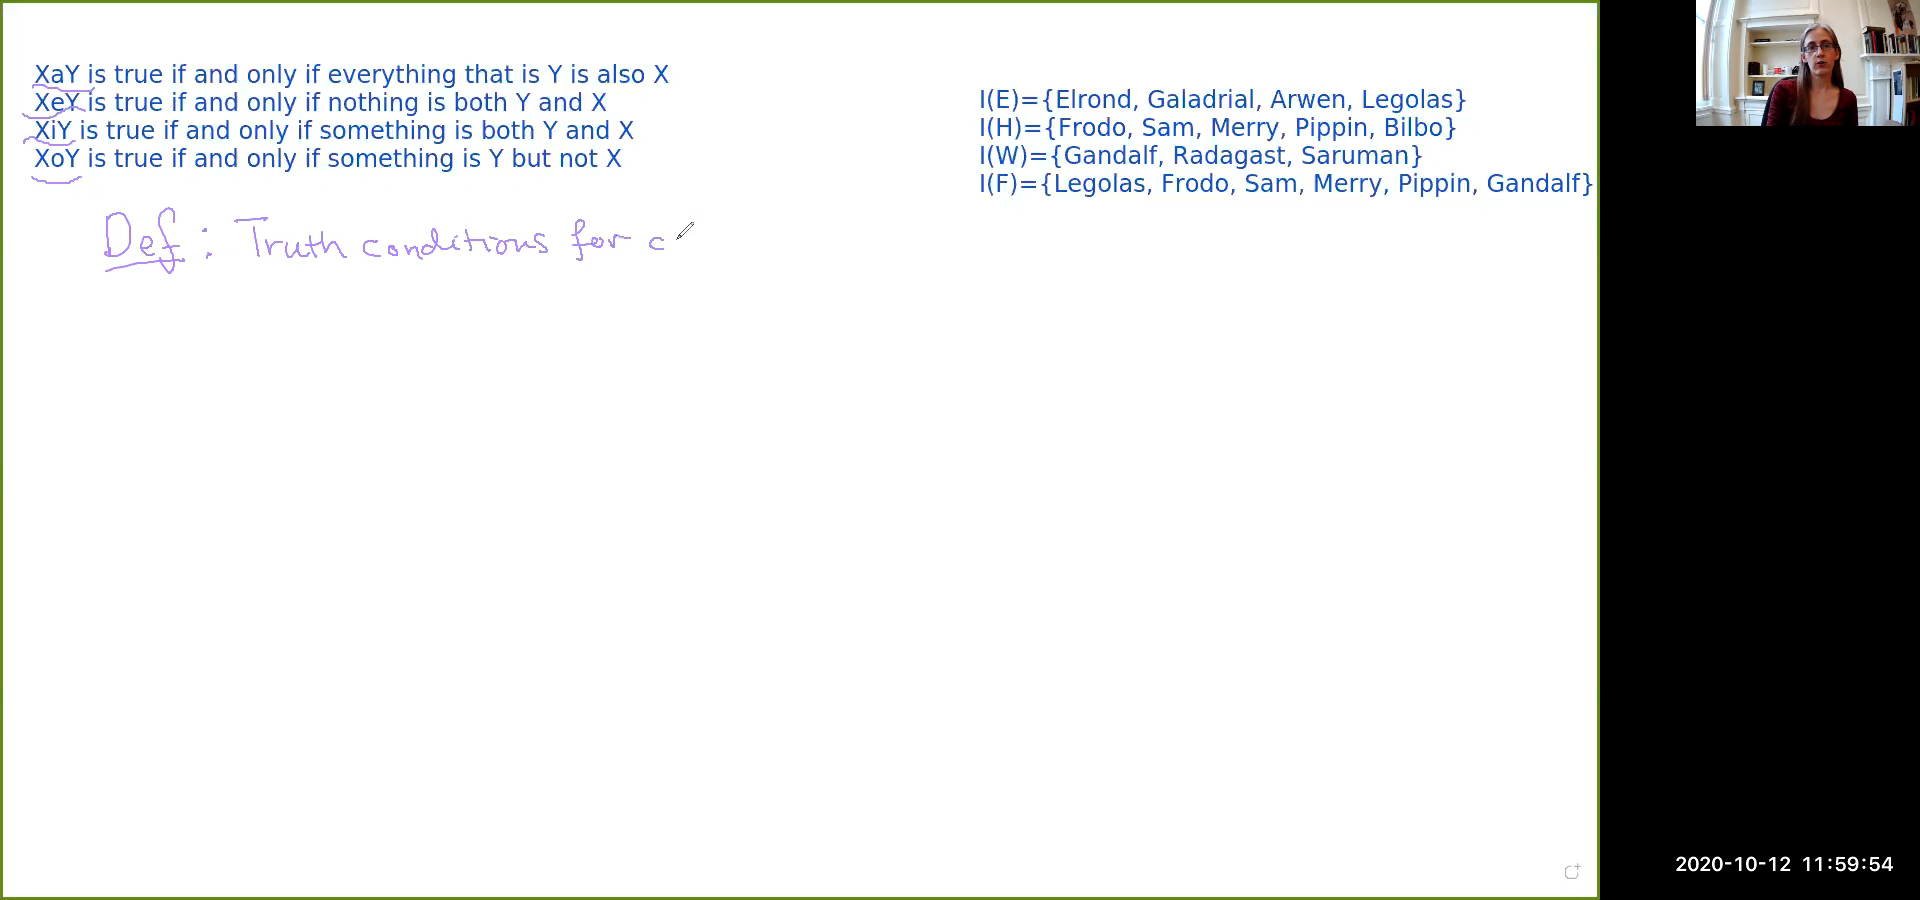 XaY is true if and only if everything that is Y is also X
XeY is true if and only if nothing is both Y and X
XiY is true if and only if something is both Y and X
XoY is true if and only if something is Y but not X
I(E)={Elrond, Galadrial, Arwen, Legolas}
I(H)={Frodo, Sam, Merry, Pippin, Bilbo}
I(W)={Gandalf, Radagast, Saruman}
I(F)={Legolas, Frodo, Sam, Merry, Pippin, Gandalf}
Def : Truth conditions for c
2020-10-12 11:59:54